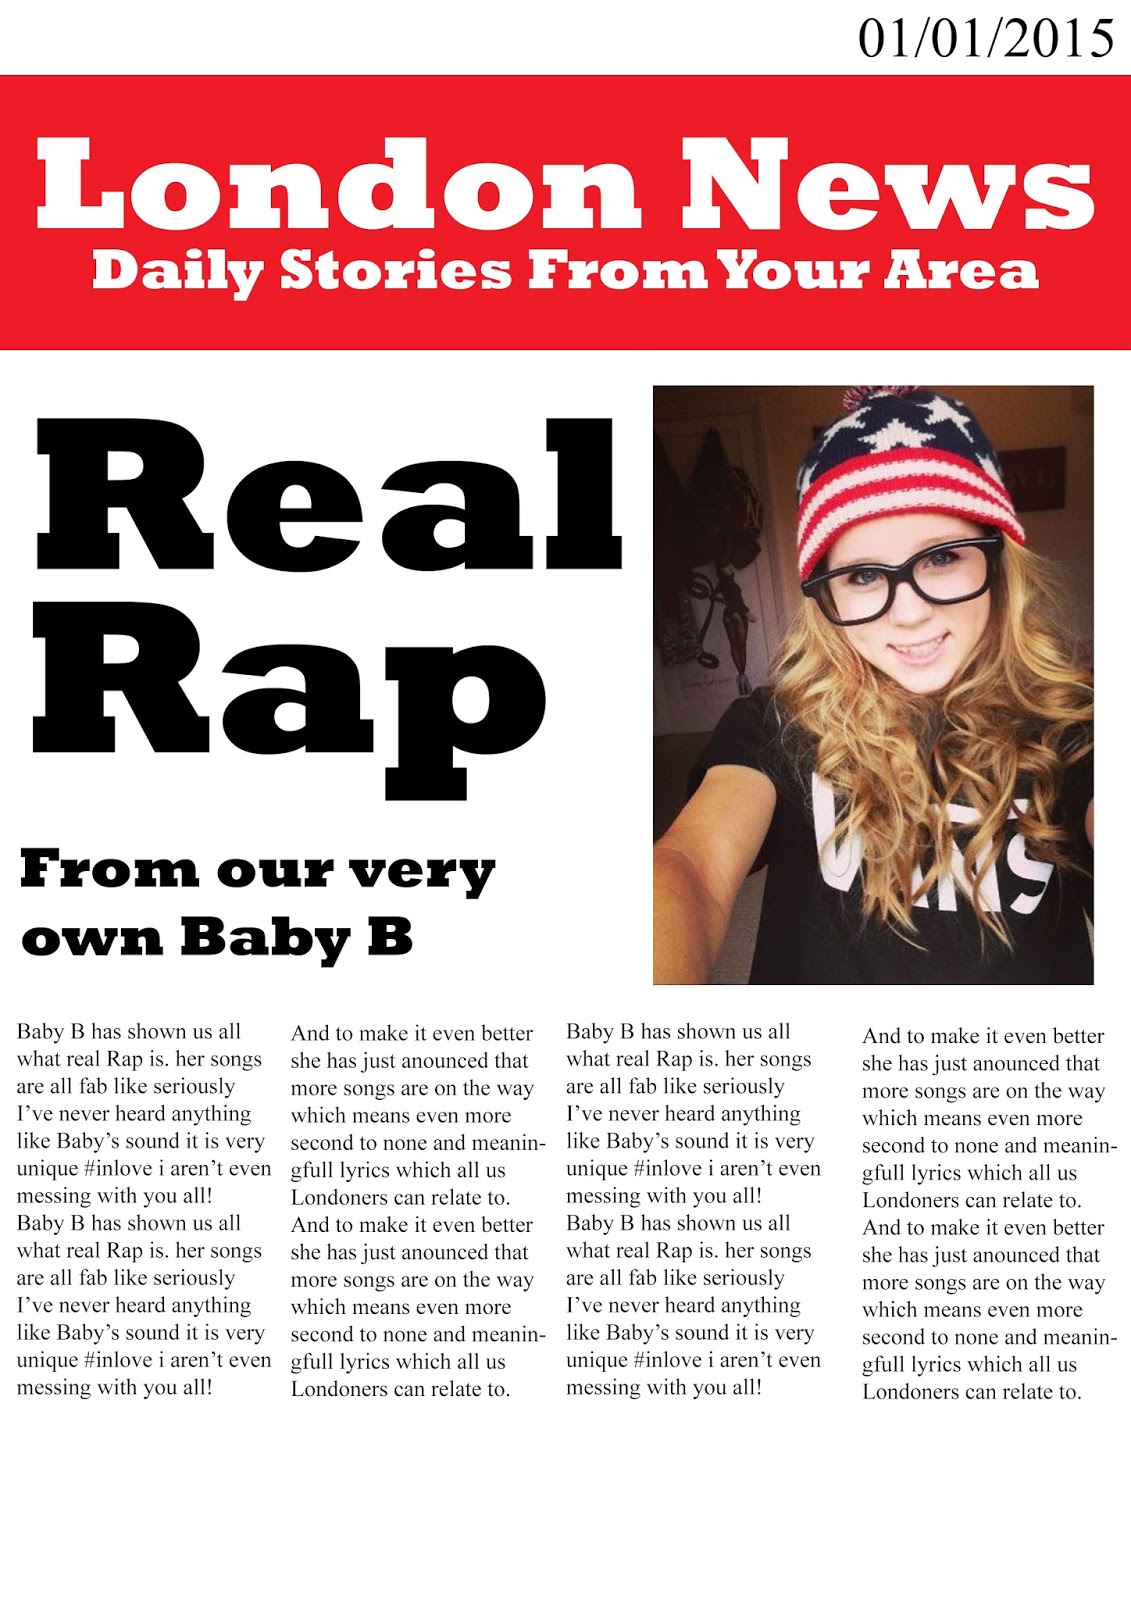 01/01/2015
London News
Daily Stories From Your Area
Real
Rap
From our very
own Baby B
VANS
Baby B has shown us all
what real Rap is. her songs
are all fab like seriously
I've never heard anything
like Baby's sound it is very
unique #inlove i aren't even
messing with you all!
Baby B has shown us all
what real Rap is. her songs
are all fab like seriously
I've never heard anything
like Baby's sound it is very
unique #inlove i aren't even
messing with you all!
And to make it even better
she has just anounced that
more songs are on the way
which means even more
second to none and meanin-
gfull lyrics which all us
Londoners can relate to.
And to make it even better
she has just anounced that
more songs are on the way
which means even more
second to none and meanin-
gfull lyrics which all us
Londoners can relate to.
Baby B has shown us all
what real Rap is. her songs
are all fab like seriously
I've never heard anything
like Baby's sound it is very
unique #inlove i aren't even
messing with you all!
Baby B has shown us all
what real Rap is. her songs
are all fab like seriously
I've never heard anything
like Baby's sound it is very
unique #inlove i aren't even
messing with you all!
And to make it even better
she has just anounced that
more songs are on the way
which means even more
second to none and meanin-
gfull lyrics which all us
Londoners can relate to.
And to make it even better
she has just anounced that
more songs are on the way
which means even more
second to none and meanin-
gfull lyrics which all us
Londoners can relate to.